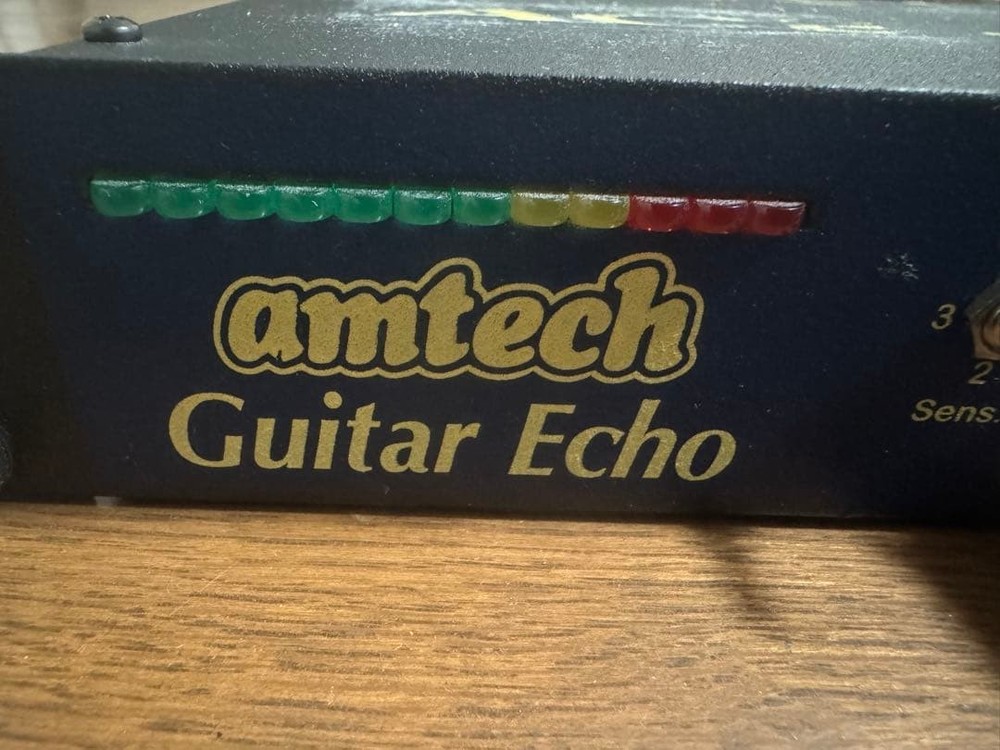 amtech
Guitar Echo
3
2
Sens.